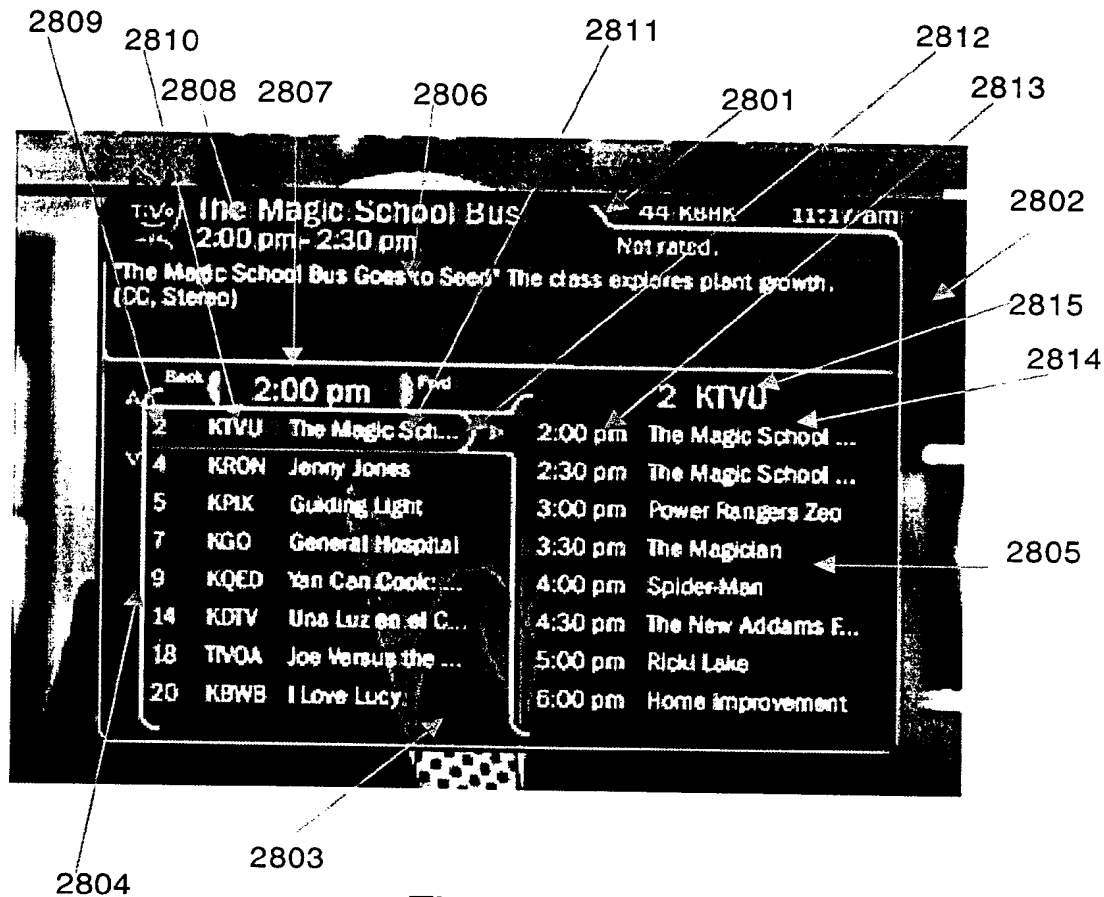 2809
2810
2811
2812
2808 2807 2806
2801
2813
2802
2815
2814
2805
2803
2804
TiVo
The Magic School Bus
44 KBHK 11:17 am
2:00 pm - 2:30 pm
Not rated.
"The Magic School Bus Goes to Seed" The class explores plant growth.
(CC, Stereo)
Back 2:00 pm Fwd
2 KTVU
2 KTVU The Magic Sch...
4 KRON Jenny Jones
5 KPIX Guiding Light
7 KGO General Hospital
9 KQED Yan Can Cook: ...
14 KDTV Una Luz en el C...
18 TIVOA Joe Versus the ...
20 KBWB I Love Lucy
2:00 pm The Magic School ...
2:30 pm The Magic School ...
3:00 pm Power Rangers Zeo
3:30 pm The Magician
4:00 pm Spider-Man
4:30 pm The New Addams F...
5:00 pm Ricki Lake
6:00 pm Home Improvement